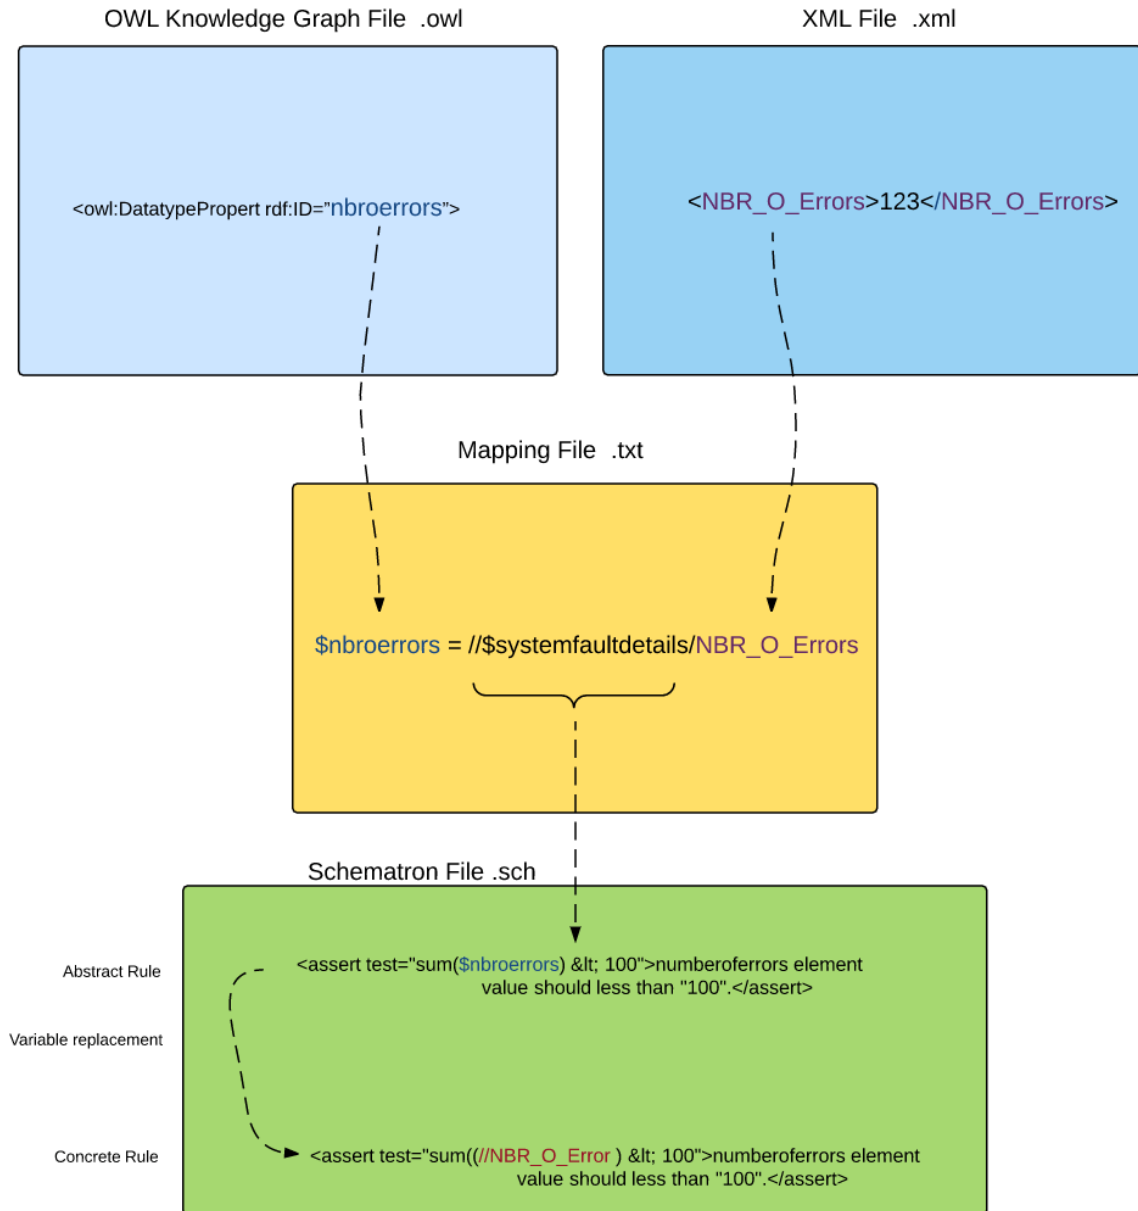 OWL Knowledge Graph File .owl
XML File .xml
<owl:DatatypePropert rdf:ID="nbroerrors”>
<NBR_O_Errors>123</NBR_O_Errors>
Mapping File .txt
$nbroerrors = //$systemfaultdetails/NBR_O_Errors
Schematron File .sch
Abstract Rule
<assert test="sum($nbroerrors) &lt; 100">numberoferrors element
value should less than "100".</assert>
Variable replacement
Concrete Rule
<assert test="sum((//NBR_O_Error ) &lt; 100">numberoferrors element
value should less than "100".</assert>